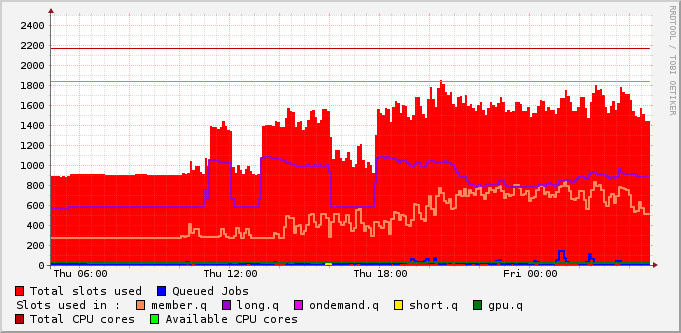 2400
2200
2000
1800
1600
1400
1200
1000
800
600
400
200
0
Thu 06:00 Thu 12:00 Thu 18:00 Fri 00:00
RRDTOOL / TOBI OETIKER
Total slots used Queued Jobs
Slots used in : member.q long.q ondemand.q short.q gpu.q
Total CPU cores Available CPU cores